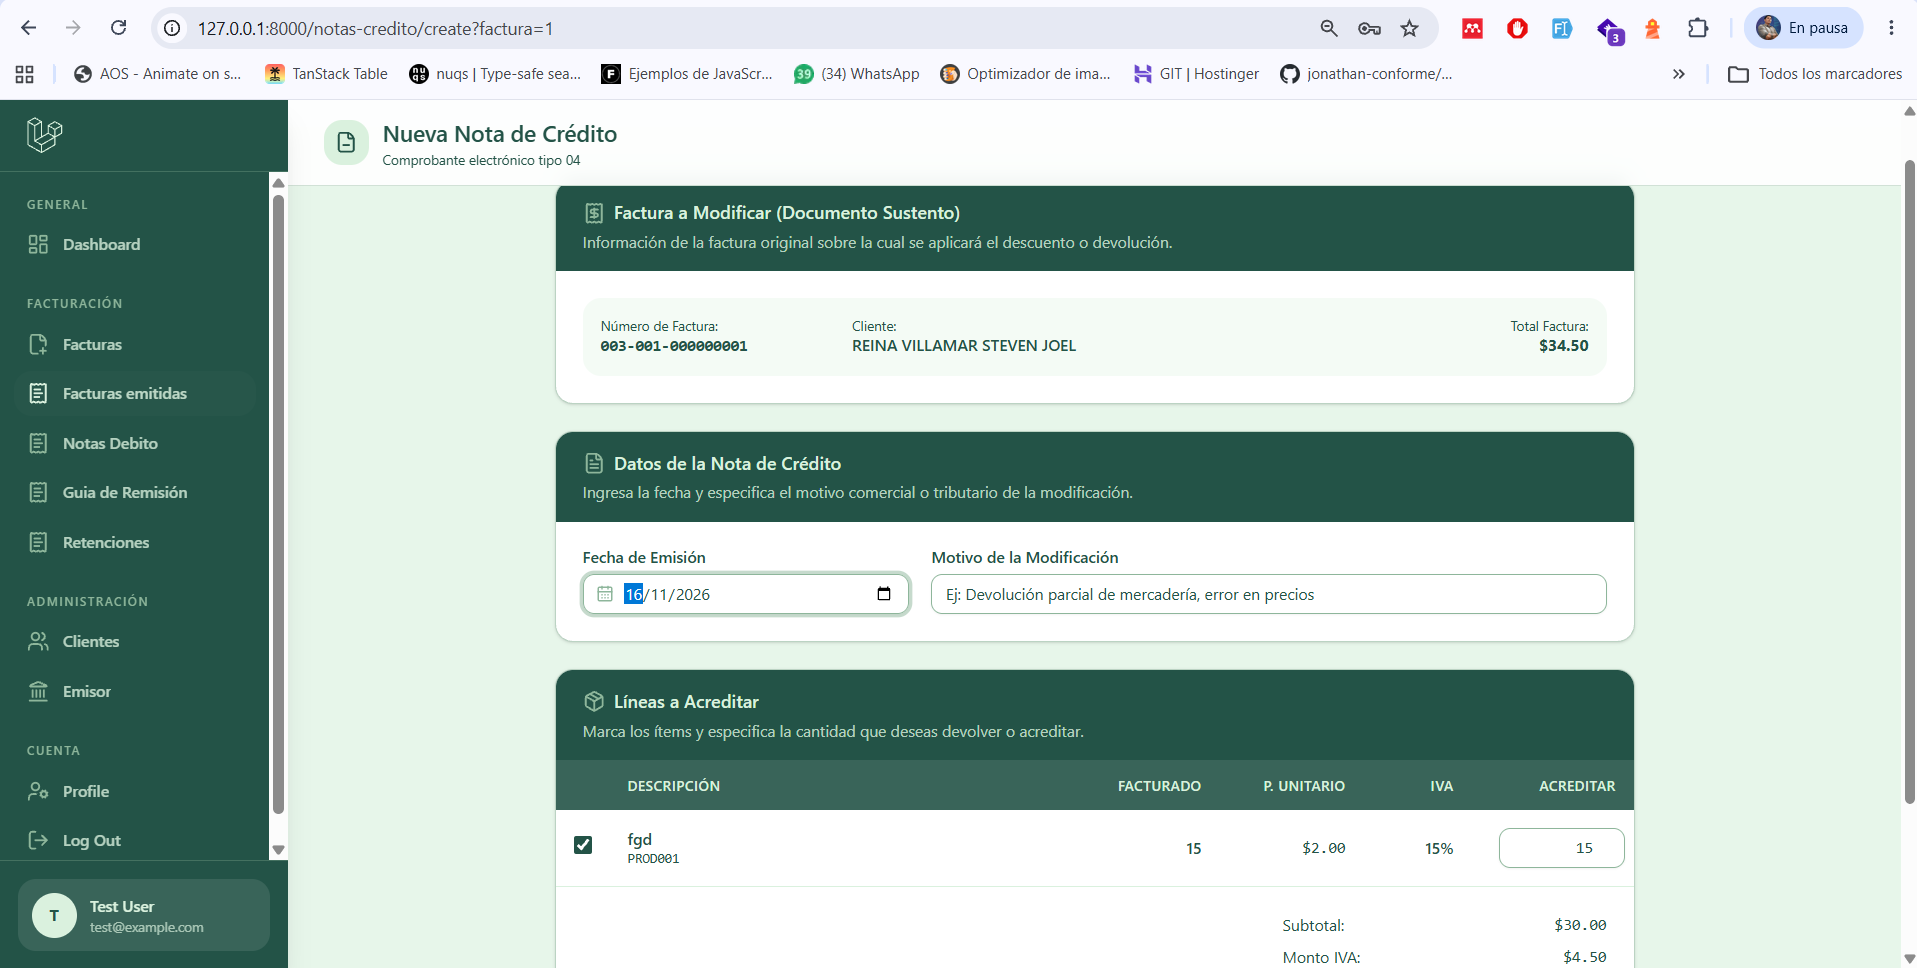 127.0.0.1:8000/notas-credito/create?factura=1
3
En pausa
AOS - Animate on s...
TanStack Table
nuqs
nuqs | Type-safe sea...
F
Ejemplos de JavaScr...
39
(34) WhatsApp
Optimizador de ima...
GIT | Hostinger
jonathan-conforme/...
Todos los marcadores
Nueva Nota de Crédito
Comprobante electrónico tipo 04
GENERAL
Dashboard
FACTURACIÓN
Facturas
Facturas emitidas
Notas Debito
Guia de Remisión
Retenciones
ADMINISTRACIÓN
Clientes
Emisor
CUENTA
Profile
Log Out
T
Test User
test@example.com
Factura a Modificar (Documento Sustento)
Información de la factura original sobre la cual se aplicará el descuento o devolución.
Número de Factura:
003-001-000000001
Cliente:
REINA VILLAMAR STEVEN JOEL
Total Factura:
$34.50
Datos de la Nota de Crédito
Ingresa la fecha y especifica el motivo comercial o tributario de la modificación.
Fecha de Emisión
16/11/2026
Motivo de la Modificación
Ej: Devolución parcial de mercadería, error en precios
Líneas a Acreditar
Marca los ítems y especifica la cantidad que deseas devolver o acreditar.
DESCRIPCIÓN FACTURADO P. UNITARIO IVA ACREDITAR
fgd
PROD001
15 $2.00 15% 15
Subtotal: $30.00
Monto IVA: $4.50